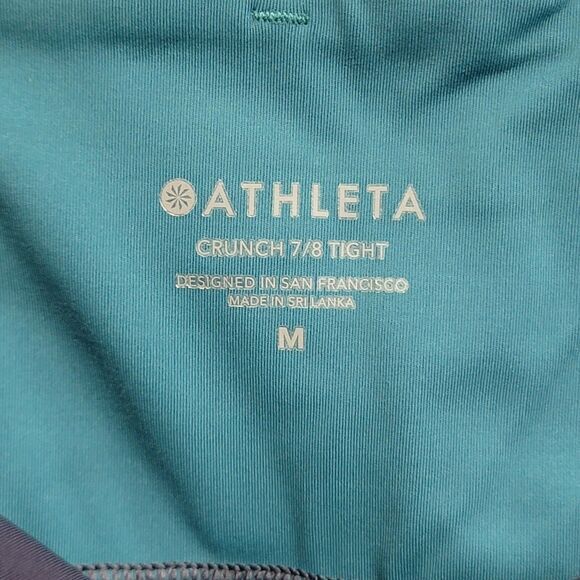 ATHLETA
CRUNCH 7/8 TIGHT
DESIGNED IN SAN FRANCISCO
MADE IN SRI LANKA
M